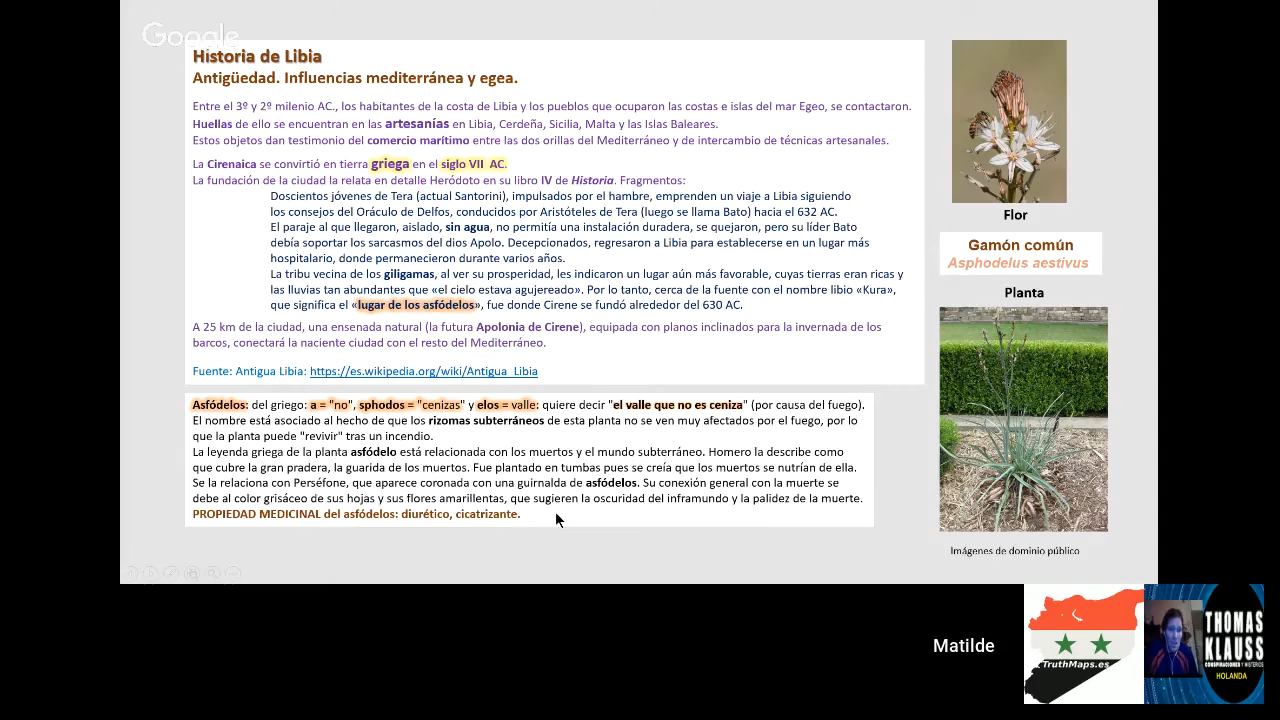 Google
Historia de Libia
Antigüedad. Influencias mediterránea y egea.
Entre el 3º y 2º milenio AC., los habitantes de la costa de Libia y los pueblos que ocuparon las costas e islas del mar Egeo, se contactaron.
Huellas de ello se encuentran en las artesanías en Libia, Cerdeña, Sicilia, Malta y las Islas Baleares.
Estos objetos dan testimonio del comercio marítimo entre las dos orillas del Mediterráneo y de intercambio de técnicas artesanales.
La Cirenaica se convirtió en tierra griega en el siglo VII AC.
La fundación de la ciudad la relata en detalle Heródoto en su libro IV de Historia. Fragmentos:
Doscientos jóvenes de Tera (actual Santorini), impulsados por el hambre, emprenden un viaje a Libia siguiendo
los consejos del Oráculo de Delfos, conducidos por Aristóteles de Tera (luego se llama Bato) hacia el 632 AC.
El paraje al que llegaron, aislado, sin agua, no permitía una instalación duradera, se quejaron, pero su líder Bato
debía soportar los sarcasmos del dios Apolo. Decepcionados, regresaron a Libia para establecerse en un lugar más
hospitalario, donde permanecieron durante varios años.
La tribu vecina de los giligamas, al ver su prosperidad, les indicaron un lugar aún más favorable, cuyas tierras eran ricas y
las lluvias tan abundantes que «el cielo estava agujereado». Por lo tanto, cerca de la fuente con el nombre libio «Kura»,
que significa el «lugar de los asfódelos», fue donde Cirene se fundó alrededor del 630 AC.
A 25 km de la ciudad, una ensenada natural (la futura Apolonia de Cirene), equipada con planos inclinados para la invernada de los
barcos, conectará la naciente ciudad con el resto del Mediterráneo.
Fuente: Antigua Libia: https://es.wikipedia.org/wiki/Antigua_Libia
Asfódelos: del griego: a = "no", sphodos = "cenizas" y elos = valle: quiere decir "el valle que no es ceniza" (por causa del fuego).
El nombre está asociado al hecho de que los rizomas subterráneos de esta planta no se ven muy afectados por el fuego, por lo
que la planta puede "revivir" tras un incendio.
La leyenda griega de la planta asfódelo está relacionada con los muertos y el mundo subterráneo. Homero la describe como
que cubre la gran pradera, la guarida de los muertos. Fue plantado en tumbas pues se creía que los muertos se nutrían de ella.
Se la relaciona con Perséfone, que aparece coronada con una guirnalda de asfódelos. Su conexión general con la muerte se
debe al color grisáceo de sus hojas y sus flores amarillentas, que sugieren la oscuridad del inframundo y la palidez de la muerte.
PROPIEDAD MEDICINAL del asfódelos: diurético, cicatrizante.
Flor
Gamón común
Asphodelus aestivus
Planta
Imágenes de dominio público
Matilde
TruthMaps.es
THOMAS
KLAUSS
CONSPIRACIONES Y MISTERIOS
HOLANDA